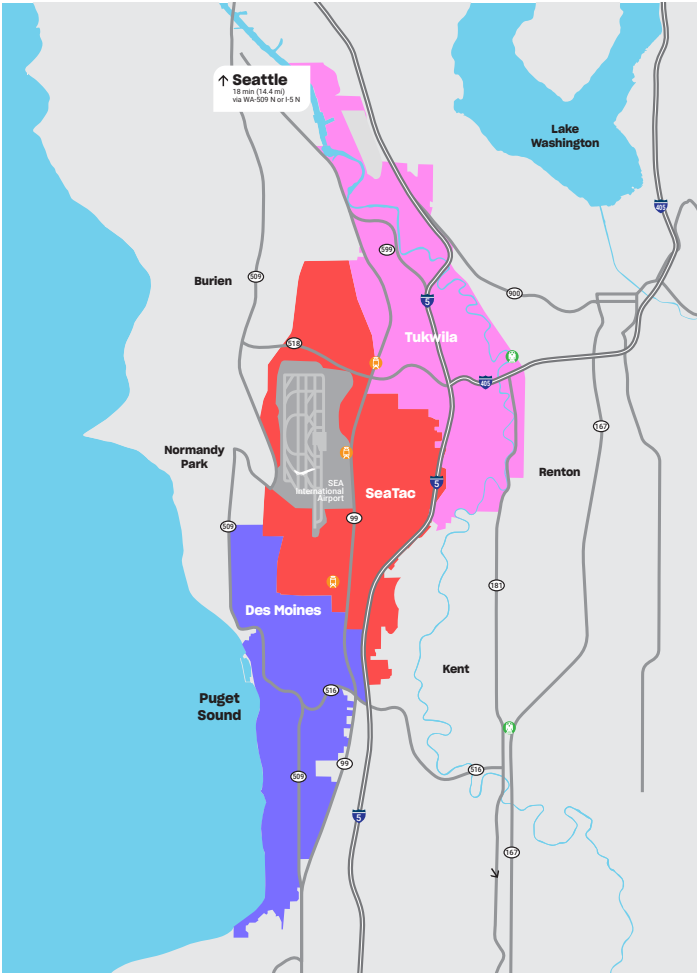 Seattle
18 min (14.4 mi)
via WA-509 N or I-5 N
Lake
Washington
405
599
Burien
509
900
5
518
Tukwila
405
167
Normandy
Park
Renton
SEA
International
Airport
SeaTac
5
99
509
181
Des Moines
Kent
516
Puget
Sound
99
516
509
5
167